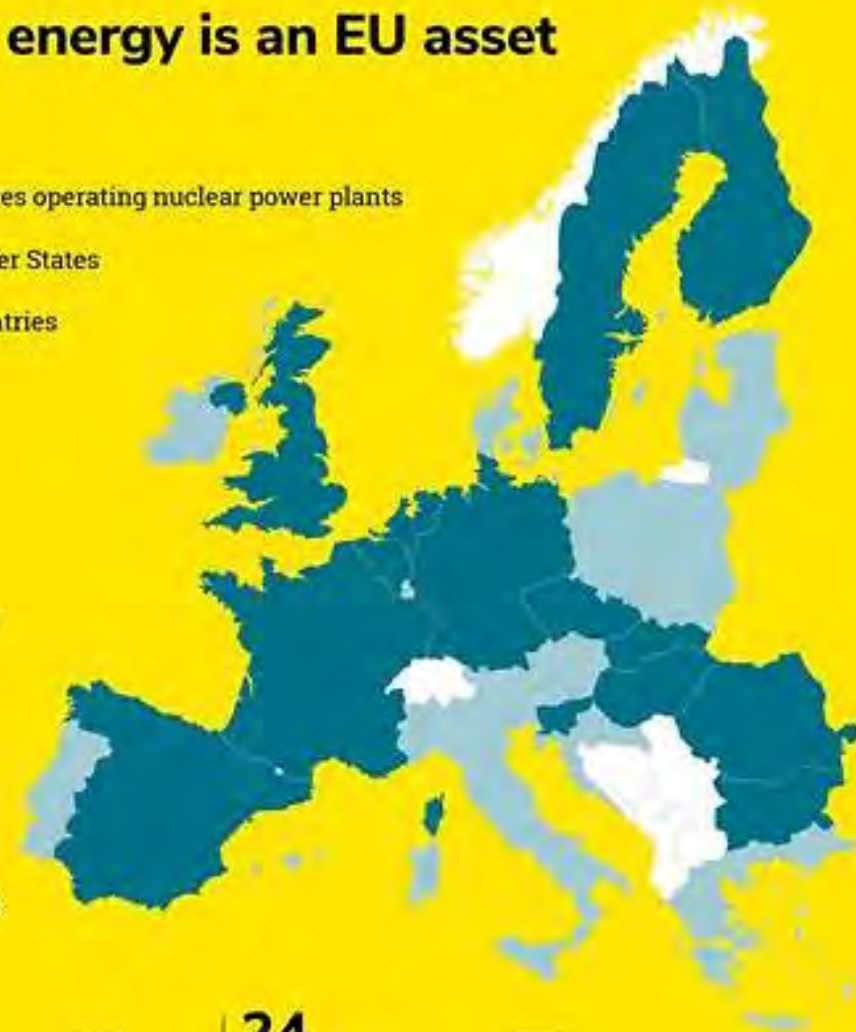 energy is an EU asset
es operating nuclear power plants
er States
ntries
24